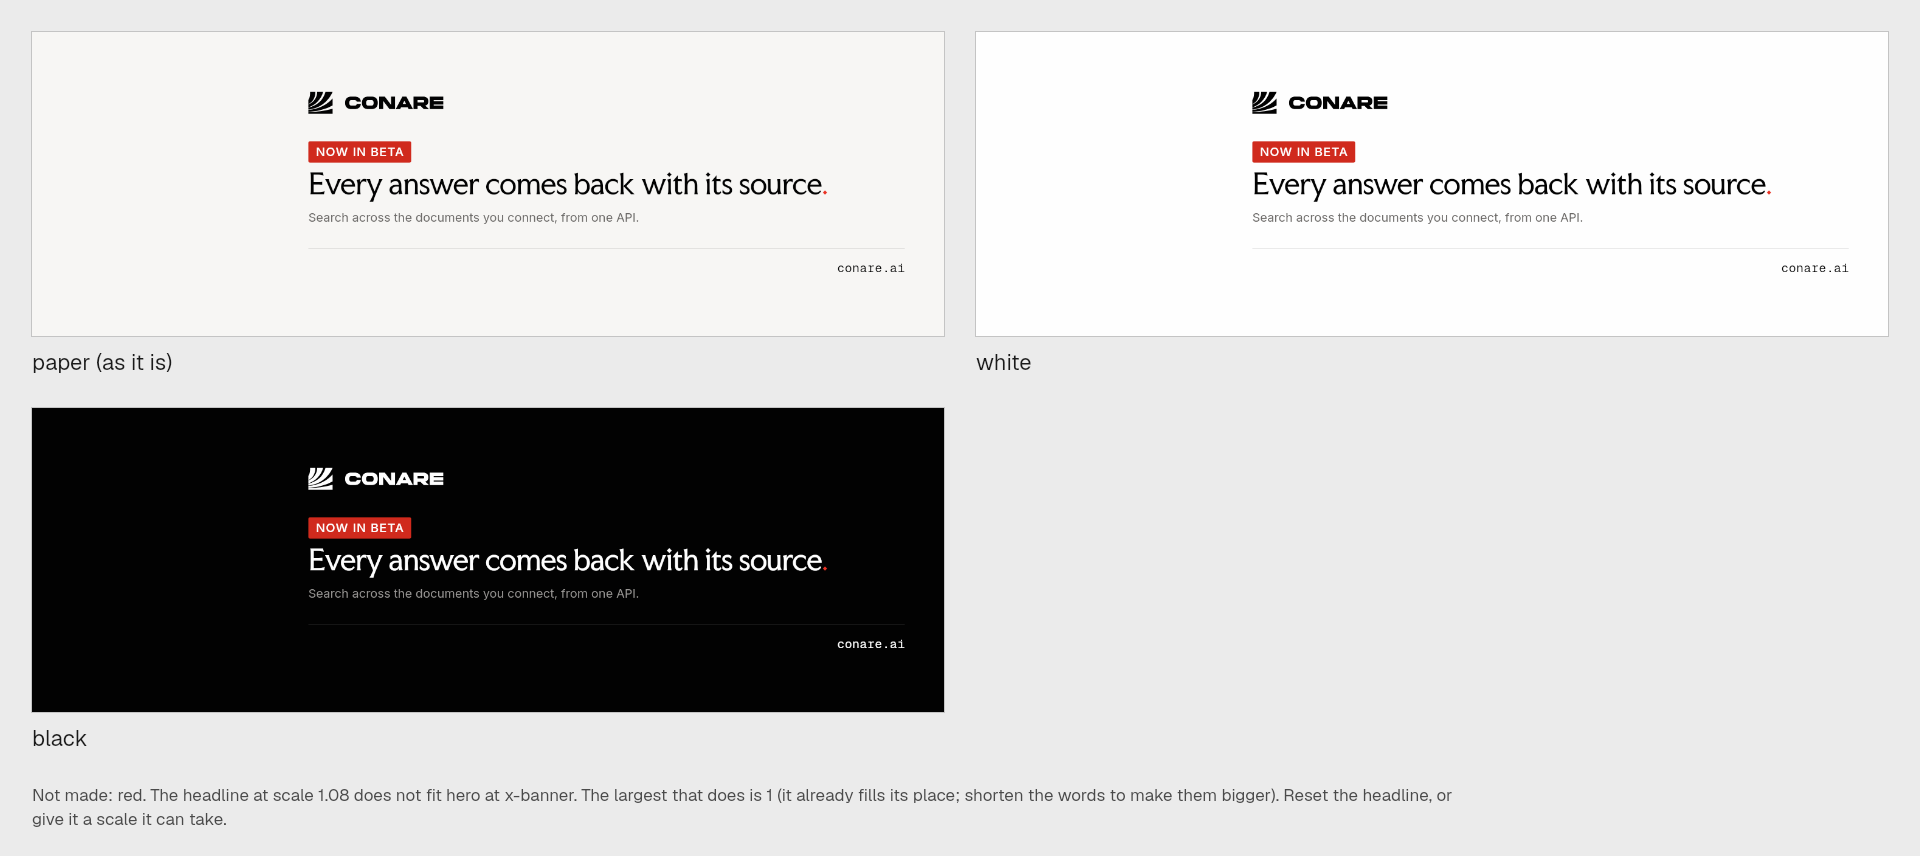 CONARE
NOW IN BETA
Every answer comes back with its source.
Search across the documents you connect, from one API.
conare.ai
paper (as it is)
CONARE
NOW IN BETA
Every answer comes back with its source.
Search across the documents you connect, from one API.
conare.ai
white
CONARE
NOW IN BETA
Every answer comes back with its source.
Search across the documents you connect, from one API.
conare.ai
black
Not made: red. The headline at scale 1.08 does not fit hero at x-banner. The largest that does is 1 (it already fills its place; shorten the words to make them bigger). Reset the headline, or
give it a scale it can take.